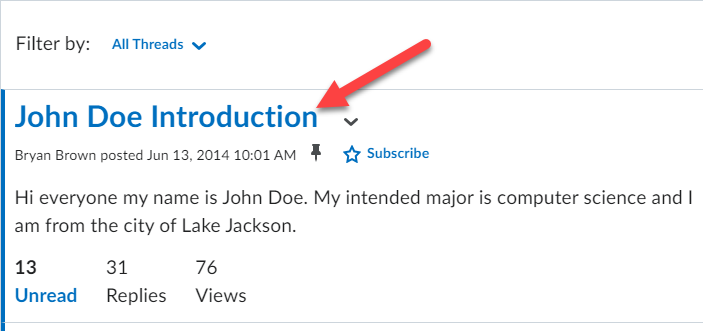 Filter by: All Threads
John Doe Introduction
Bryan Brown posted Jun 13, 2014 10:01 AM Subscribe
Hi everyone my name is John Doe. My intended major is computer science and I
am from the city of Lake Jackson.
13 31 76
Unread Replies Views